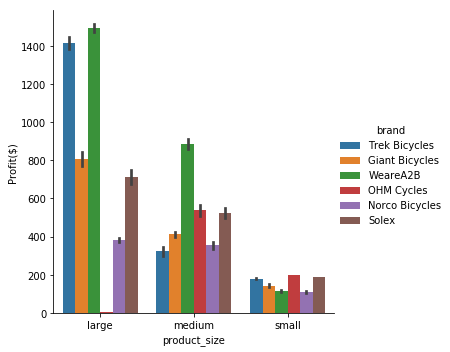 1400
1200
1000
800
600
400
200
0
Profit($)
large
medium
small
product_size
brand
Trek Bicycles
Giant Bicycles
WeareA2B
OHM Cycles
Norco Bicycles
Solex